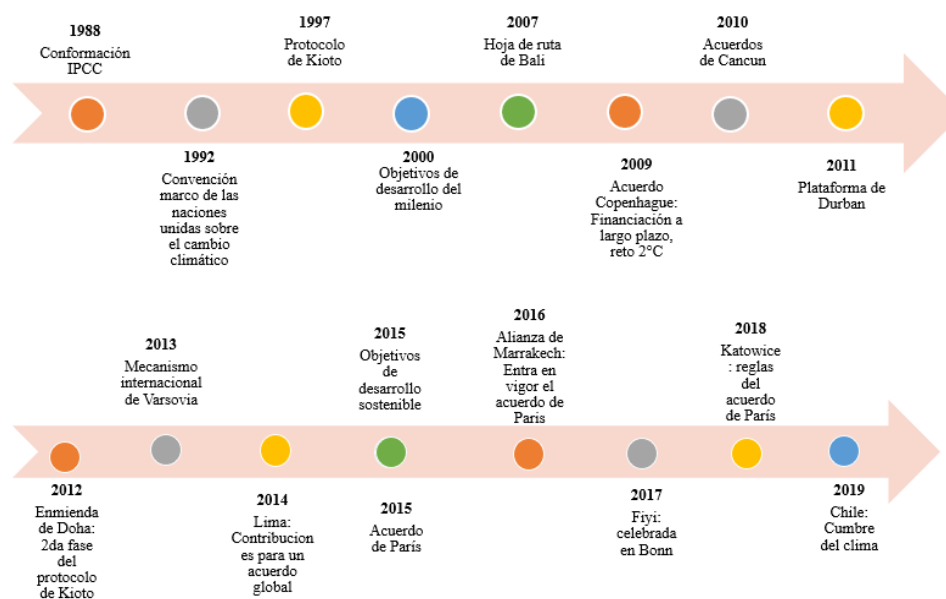 1988
Conformación
IPCC
1992
Convención
marco de las
naciones
unidas sobre
el cambio
climático
1997
Protocolo
de Kioto
2000
Objetivos de
desarrollo del
milenio
2007
Hoja de ruta
de Bali
2009
Acuerdo
Copenhague:
Financiación a
largo plazo,
reto 2°C
2010
Acuerdos
de Cancun
2011
Plataforma de
Durban
2012
Enmienda
de Doha:
2da fase
del
protocolo
de Kioto
2013
Mecanismo
internacional
de Varsovia
2014
Lima:
Contribucion
es para un
acuerdo
global
2015
Objetivos
de
desarrollo
sostenible
2015
Acuerdo
de París
2016
Alianza de
Marrakech:
Entra en
vigor el
acuerdo de
Paris
2017
Fiyi:
celebrada
en Bonn
2018
Katowice
: reglas
del
acuerdo
de París
2019
Chile:
Cumbre
del clima